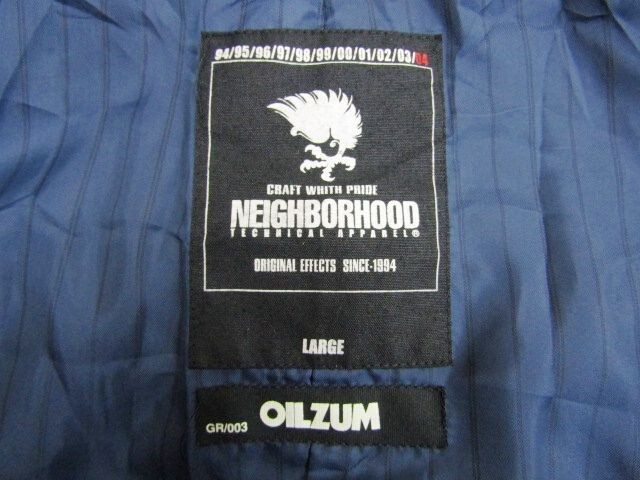 94/95/96/97/98/99/00/01/02/03/04
CRAFT WHITH PRIDE
NEIGHBORHOOD
TECHNICAL APPAREL®
ORIGINAL EFFECTS SINCE-1994
LARGE
GR/003 OILZUM